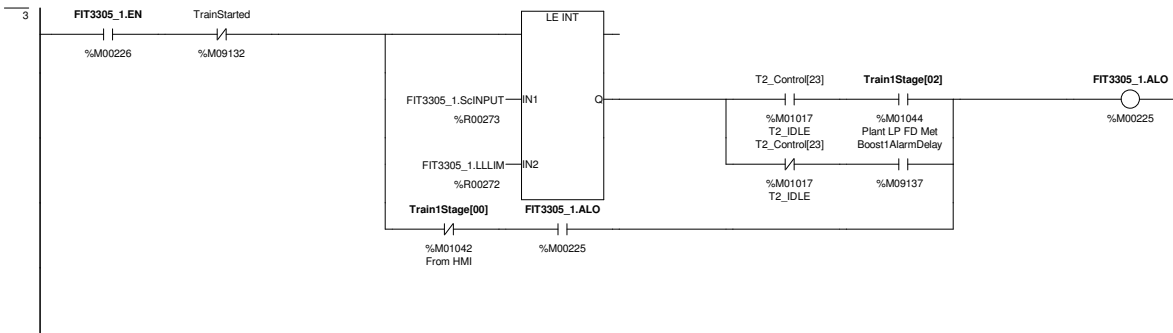 3
FIT3305_1.EN
TrainStarted
LE INT
%M00226
%M09132
T2_Control[23]
Train1Stage[02]
FIT3305_1.ALO
FIT3305_1.ScINPUT
IN1
Q
%R00273
%M01017
%M01044
%M00225
T2_IDLE
Plant LP FD Met
T2_Control[23]
Boost1AlarmDelay
FIT3305_1.LLLIM
IN2
%R00272
%M01017
%M09137
T2_IDLE
Train1Stage[00]
FIT3305_1.ALO
%M01042
%M00225
From HMI